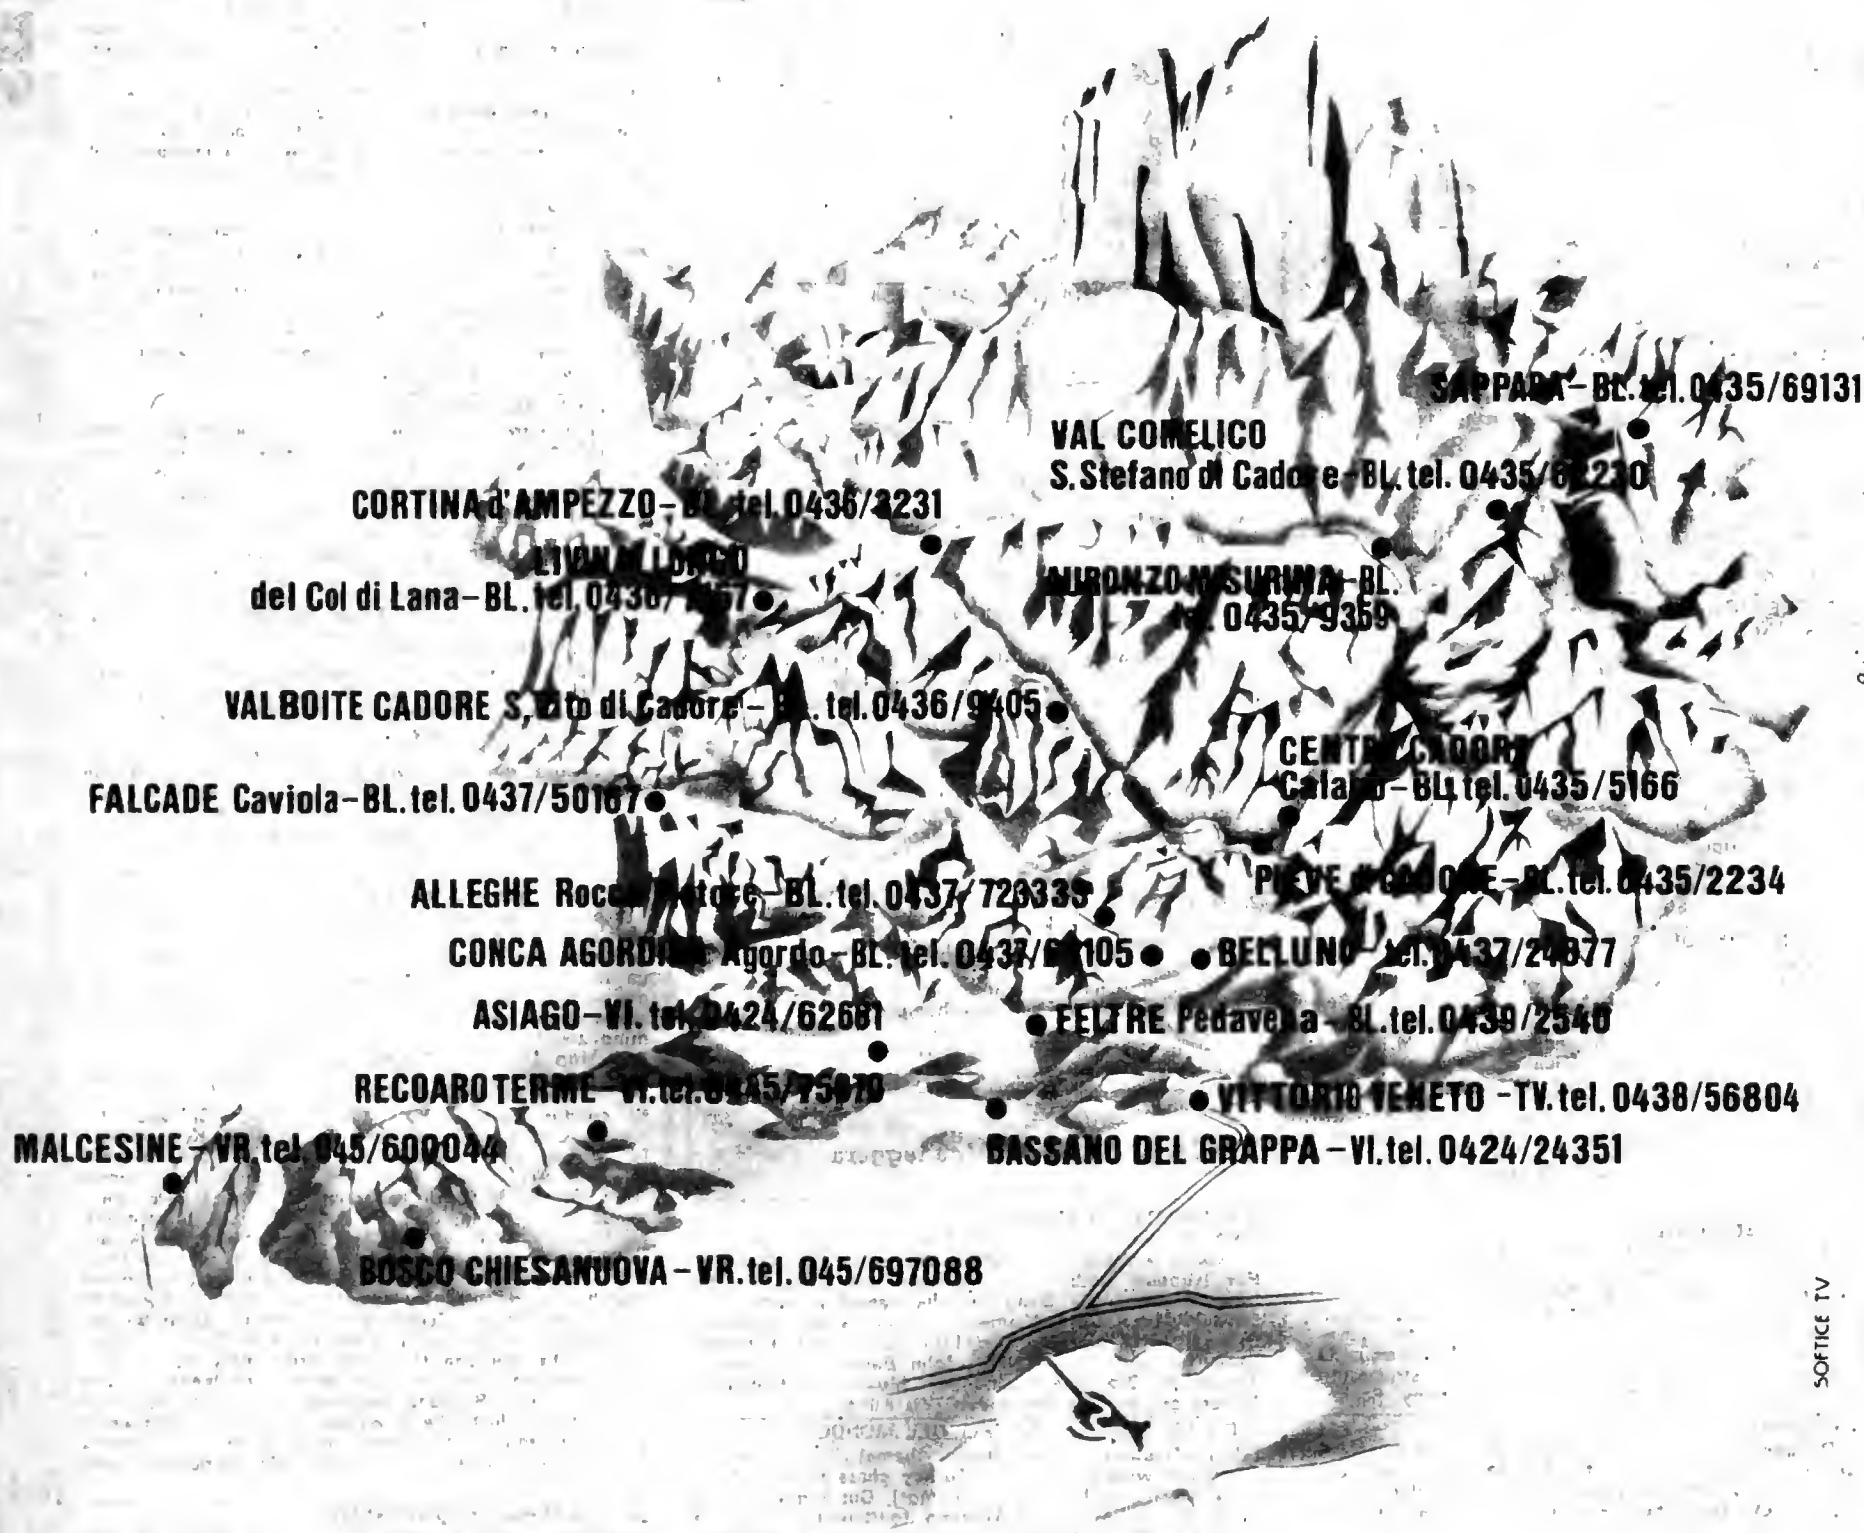 SAPPADA-BL.tel.0435/69131
VAL COMELICO
S.Stefano di Cadore-BL.tel. 0435/62230
CORTINA d'AMPEZZO-BL.tel.0436/3231
LIVINALLONGO
del Col di Lana-BL.tel.0436/
AURONZO MISURINA-BL.
tel. 0435/9359
VALBOITE CADORE S.Vito di Cadore-BL.tel.0436/9405
CENTRO CADORE
Calalzo-BL.tel.0435/5166
FALCADE Caviola-BL.tel.0437/50167
ALLEGHE Rocca Pietore-BL.tel.0437/723333
PIEVE di CADORE-BL.tel.0435/2234
CONCA AGORDINA Agordo-BL.tel.0437/
BELLUNO-tel.0437/24877
ASIAGO-VI.tel.0424/62661
FELTRE Pedavena-BL.tel.0439/2540
RECOARO TERME-VI.tel.0445/75070
VITTORIO VENETO -TV.tel.0438/56804
MALCESINE-VR.tel.045/600044
BASSANO DEL GRAPPA-VI.tel.0424/24351
BOSCO CHIESANUOVA-VR.tel.045/697088
SOFTICE TV